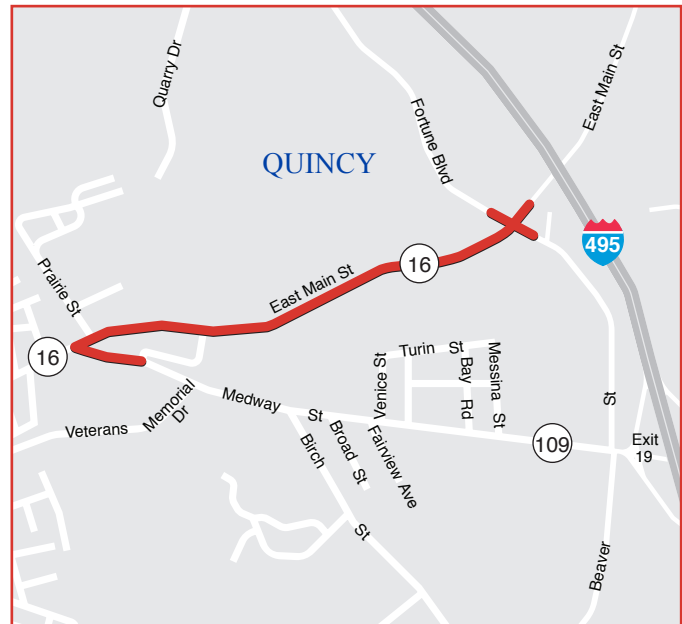 Quarry Dr
Fortune Blvd
East Main St
QUINCY
495
16
Prairie St
East Main St
16
Turin St
Messina St
Venice St
Bay Rd
St
Memorial Dr
Medway St
Veterans
Birch St
Broad St
Fairview Ave
109
Exit 19
Beaver